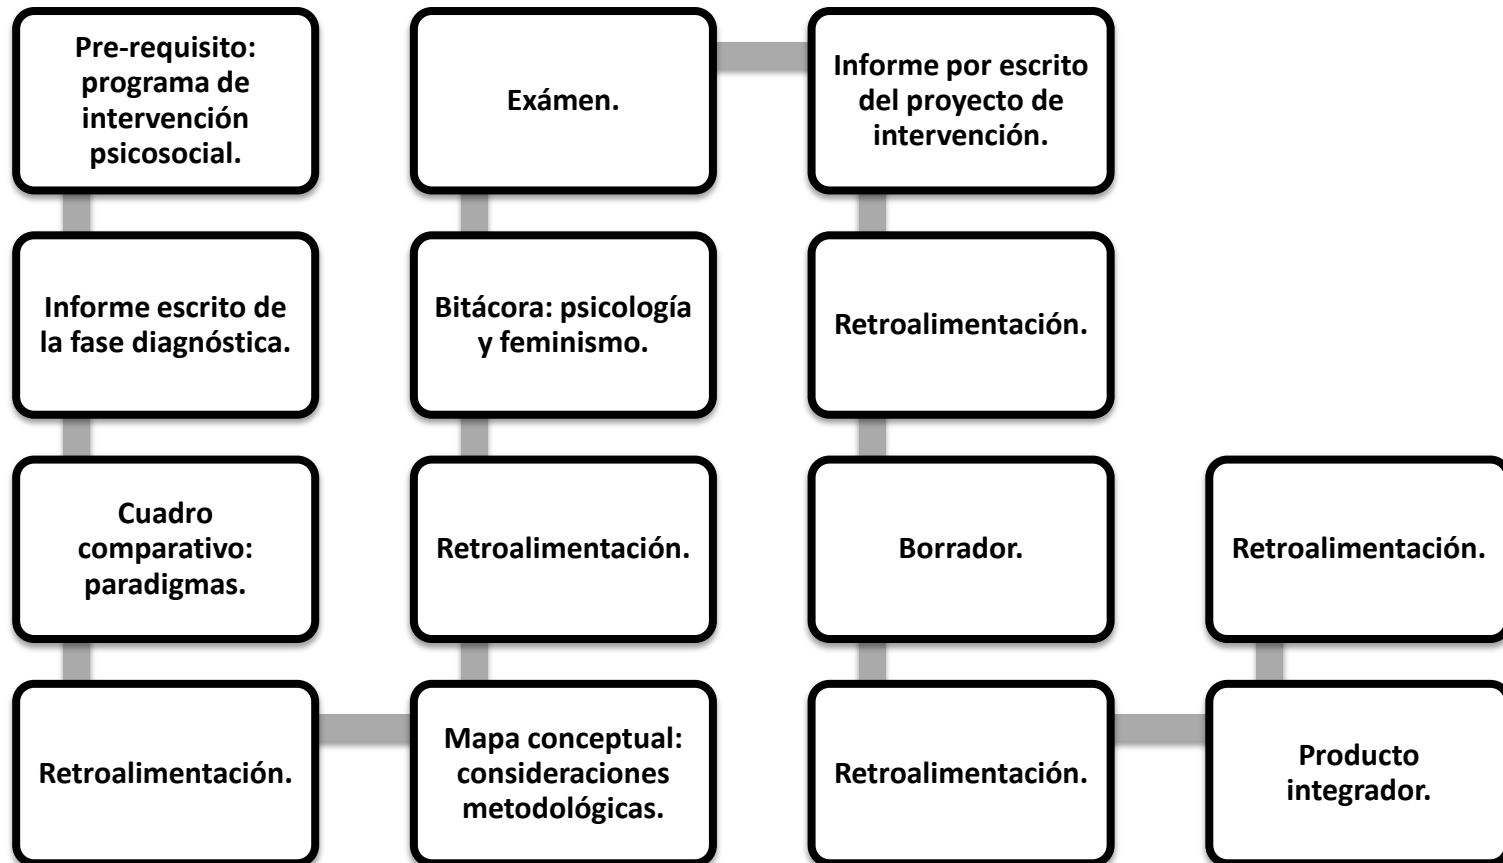 Pre-requisito:
programa de
intervención
psicosocial.
Informe escrito de
la fase diagnóstica.
Cuadro
comparativo:
paradigmas.
Retroalimentación.
Mapa conceptual:
consideraciones
metodológicas.
Retroalimentación.
Bitácora: psicología
y feminismo.
Exámen.
Informe por escrito
del proyecto de
intervención.
Retroalimentación.
Borrador.
Retroalimentación.
Producto
integrador.
Retroalimentación.